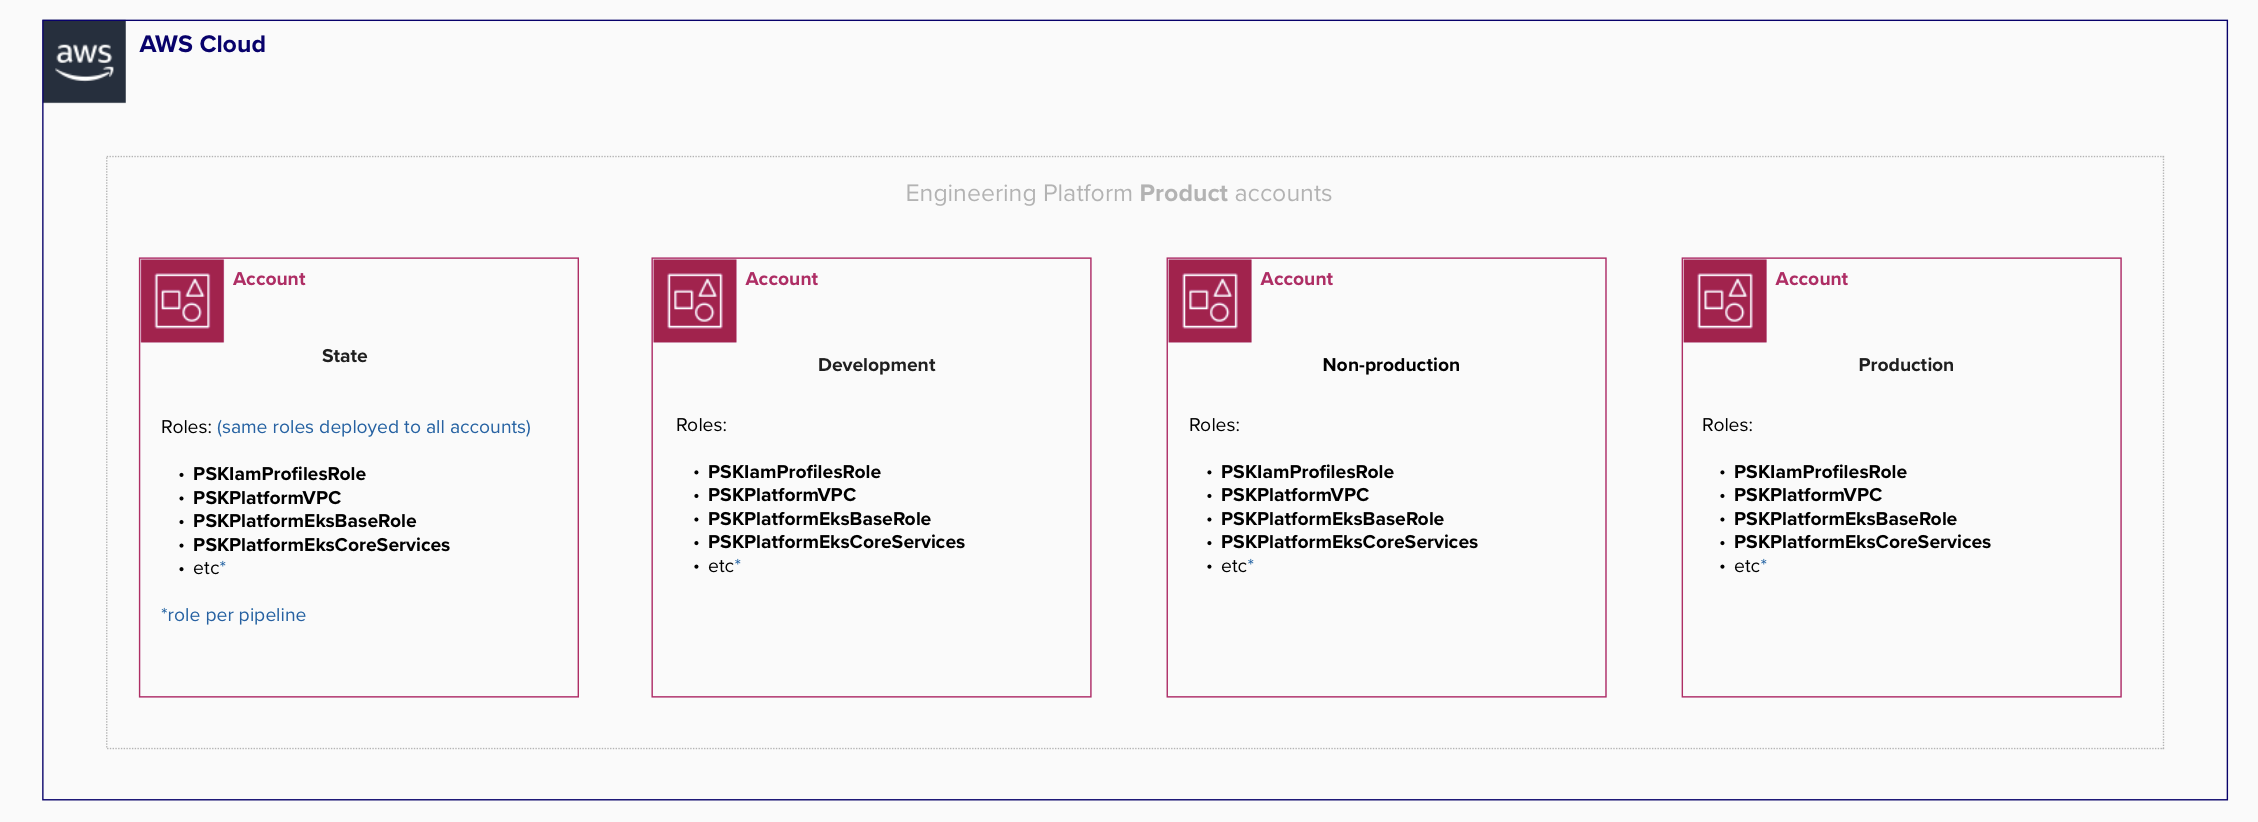 aws
AWS Cloud
Engineering Platform Product accounts
Account
State
Roles: (same roles deployed to all accounts)
• PSKIamProfilesRole
• PSKPlatformVPC
• PSKPlatformEksBaseRole
• PSKPlatformEksCoreServices
• etc*
*role per pipeline
Account
Development
Roles:
• PSKIamProfilesRole
• PSKPlatformVPC
• PSKPlatformEksBaseRole
• PSKPlatformEksCoreServices
• etc*
Account
Non-production
Roles:
• PSKIamProfilesRole
• PSKPlatformVPC
• PSKPlatformEksBaseRole
• PSKPlatformEksCoreServices
• etc*
Account
Production
Roles:
• PSKIamProfilesRole
• PSKPlatformVPC
• PSKPlatformEksBaseRole
• PSKPlatformEksCoreServices
• etc*